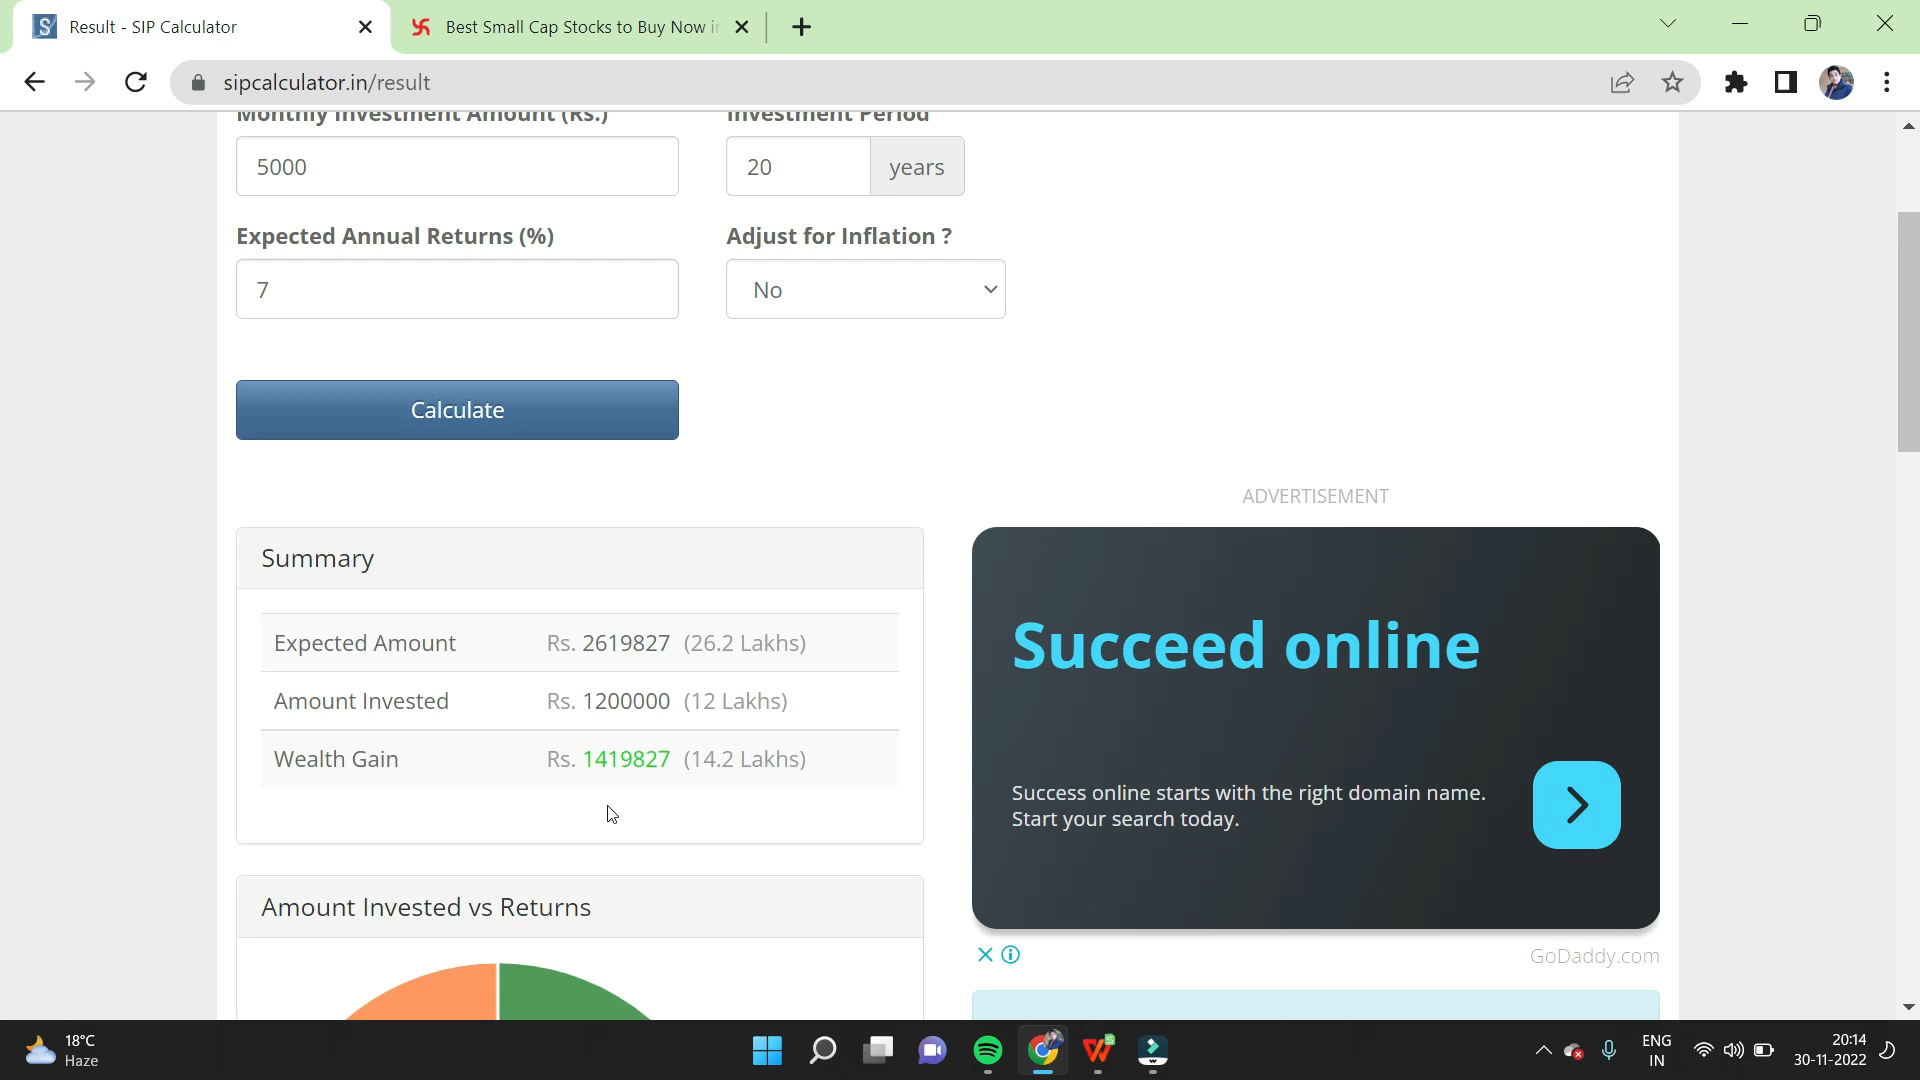 Result - SIP Calculator
Best Small Cap Stocks to Buy Now in
sipcalculator.in/result
Monthly Investment Amount (Rs.)
Investment Period
5000
20
years
Expected Annual Returns (%)
Adjust for Inflation ?
7
No
Calculate
ADVERTISEMENT
Summary
Expected Amount Rs. 2619827 (26.2 Lakhs)
Amount Invested Rs. 1200000 (12 Lakhs)
Wealth Gain Rs. 1419827 (14.2 Lakhs)
Succeed online
Success online starts with the right domain name.
Start your search today.
GoDaddy.com
Amount Invested vs Returns
18°C
Haze
ENG
IN
20:14
30-11-2022